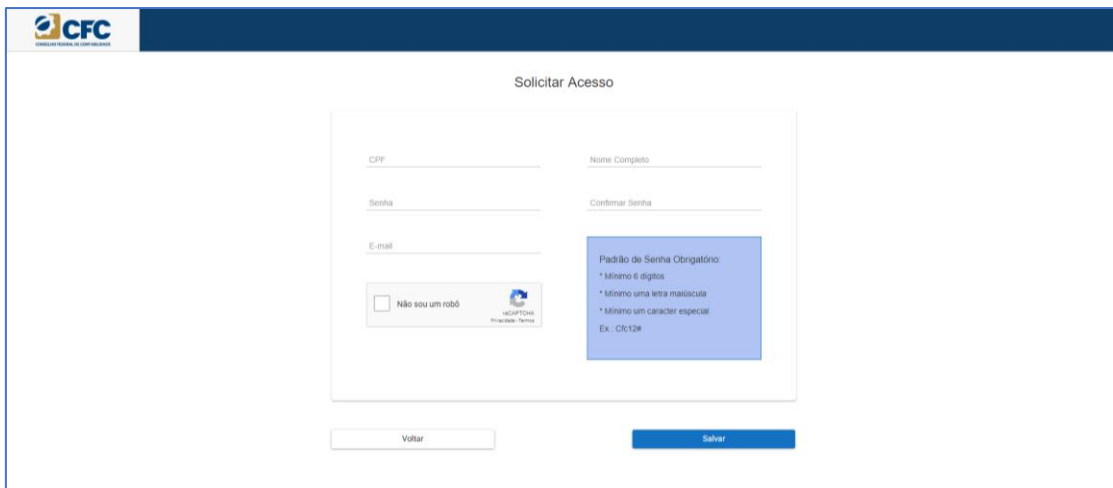 CFC
CONSELHO FEDERAL DE CONTABILIDADE
Solicitar Acesso
CPF
Nome Completo
Senha
Confirmar Senha
E-mail
Padrão de Senha Obrigatório:
* Mínimo 6 dígitos
* Mínimo uma letra maiúscula
* Mínimo um caracter especial
Ex.: Cfc12#
Não sou um robô
reCAPTCHA
Privacidade - Termos
Voltar
Salvar